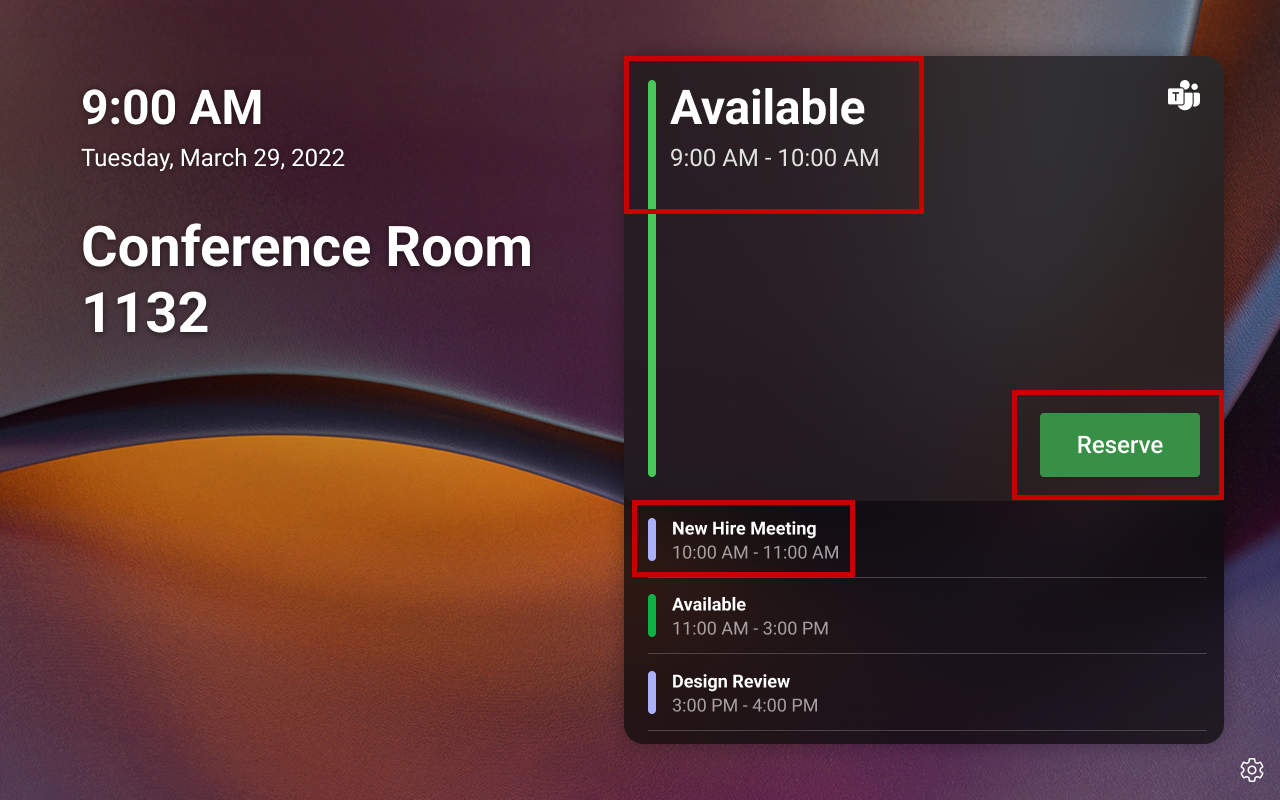 9:00 AM
Tuesday, March 29, 2022
Conference Room
1132
Available
9:00 AM - 10:00 AM
T
Reserve
New Hire Meeting
10:00 AM - 11:00 AM
Available
11:00 AM - 3:00 PM
Design Review
3:00 PM - 4:00 PM